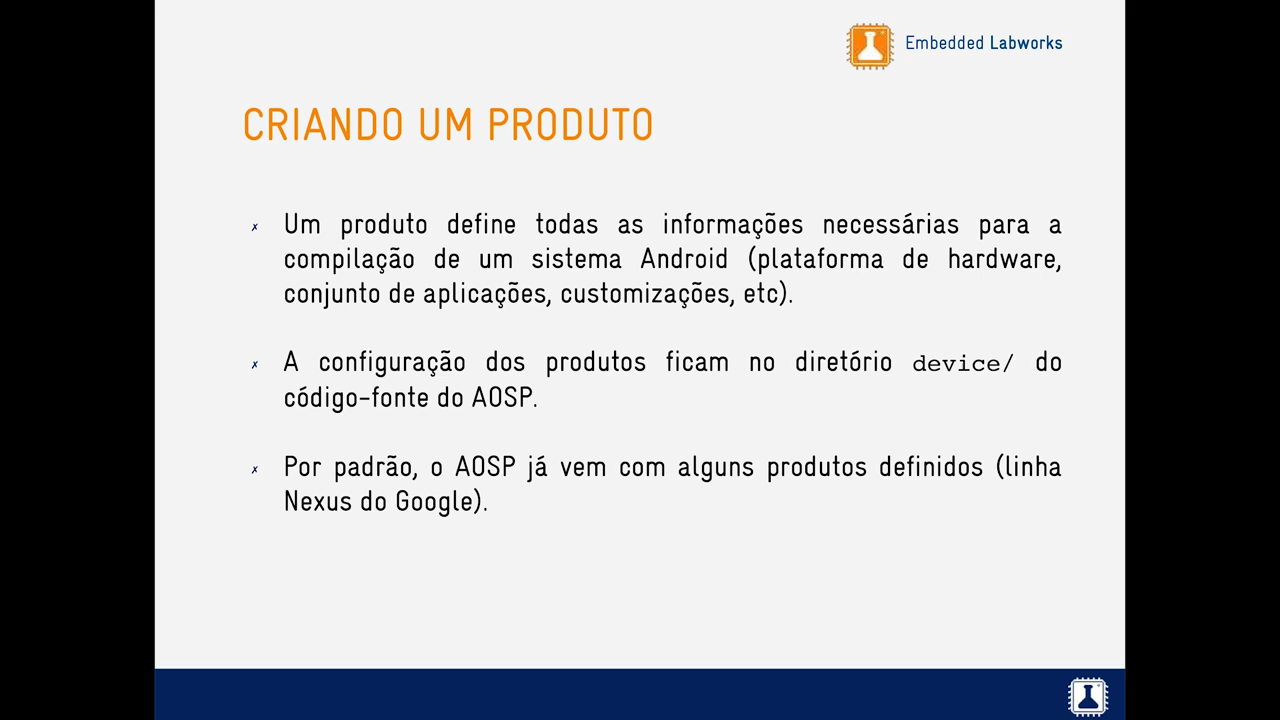 Embedded Labworks
CRIANDO UM PRODUTO
✗ Um produto define todas as informações necessárias para a
compilação de um sistema Android (plataforma de hardware,
conjunto de aplicações, customizações, etc).
✗ A configuração dos produtos ficam no diretório device/ do
código-fonte do AOSP.
✗ Por padrão, o AOSP já vem com alguns produtos definidos (linha
Nexus do Google).